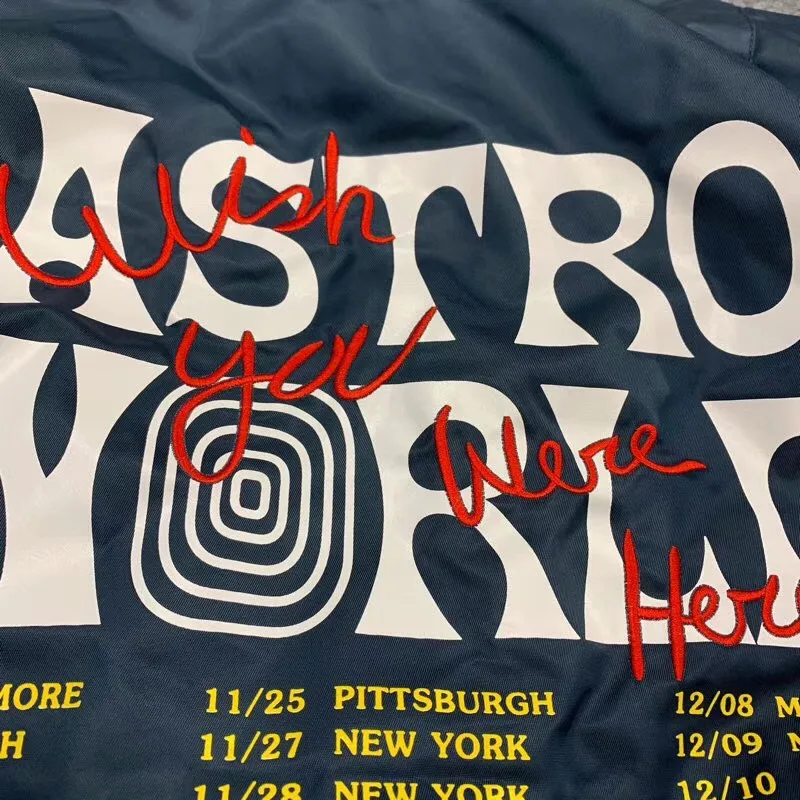 ASTRO
WORLD
Wish
you
Were
Here
MORE 11/25 PITTSBURGH 12/08 M
H 11/27 NEW YORK 12/09
11/28 NEW YORK 12/10